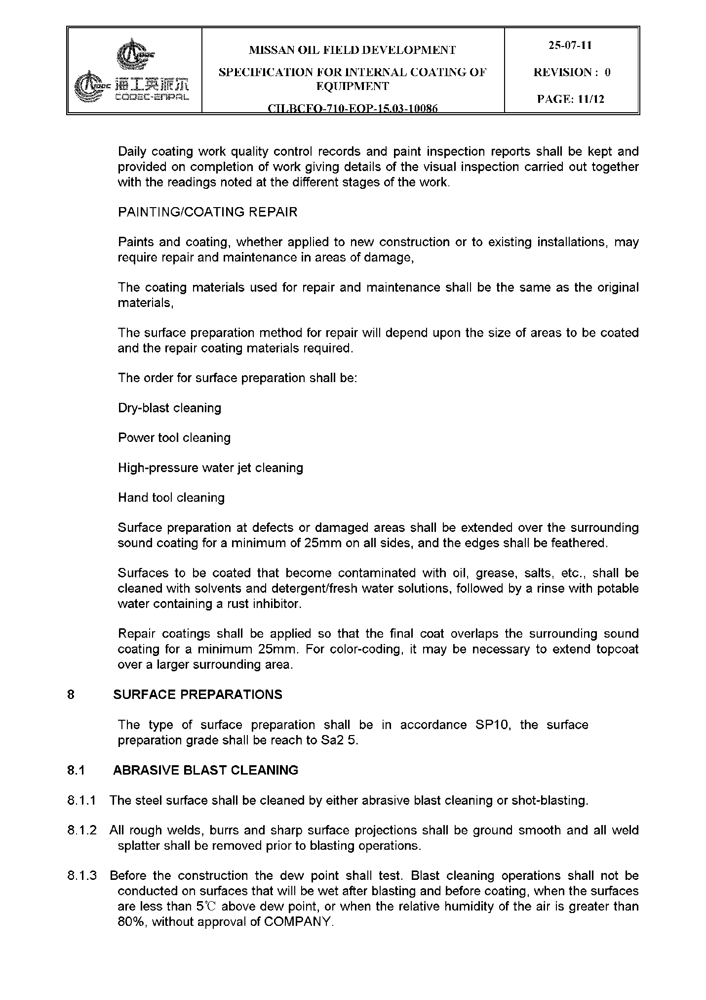 MISSAN OIL FIELD DEVELOPMENT
SPECIFICATION FOR INTERNAL COATING OF
EQUIPMENT
CILBCFO-710-EOP-15.03-10086
25-07-11
REVISION : 0
PAGE: 11/12
海工英派尔
COOEC-ENPAL
Daily coating work quality control records and paint inspection reports shall be kept and
provided on completion of work giving details of the visual inspection carried out together
with the readings noted at the different stages of the work.
PAINTING/COATING REPAIR
Paints and coating, whether applied to new construction or to existing installations, may
require repair and maintenance in areas of damage,
The coating materials used for repair and maintenance shall be the same as the original
materials,
The surface preparation method for repair will depend upon the size of areas to be coated
and the repair coating materials required.
The order for surface preparation shall be:
Dry-blast cleaning
Power tool cleaning
High-pressure water jet cleaning
Hand tool cleaning
Surface preparation at defects or damaged areas shall be extended over the surrounding
sound coating for a minimum of 25mm on all sides, and the edges shall be feathered.
Surfaces to be coated that become contaminated with oil, grease, salts, etc., shall be
cleaned with solvents and detergent/fresh water solutions, followed by a rinse with potable
water containing a rust inhibitor.
Repair coatings shall be applied so that the final coat overlaps the surrounding sound
coating for a minimum 25mm. For color-coding, it may be necessary to extend topcoat
over a larger surrounding area.
8 SURFACE PREPARATIONS
The type of surface preparation shall be in accordance SP10, the surface
preparation grade shall be reach to Sa2 5.
8.1 ABRASIVE BLAST CLEANING
8.1.1 The steel surface shall be cleaned by either abrasive blast cleaning or shot-blasting.
8.1.2 All rough welds, burrs and sharp surface projections shall be ground smooth and all weld
splatter shall be removed prior to blasting operations.
8.1.3 Before the construction the dew point shall test. Blast cleaning operations shall not be
conducted on surfaces that will be wet after blasting and before coating, when the surfaces
are less than 5℃ above dew point, or when the relative humidity of the air is greater than
80%, without approval of COMPANY.